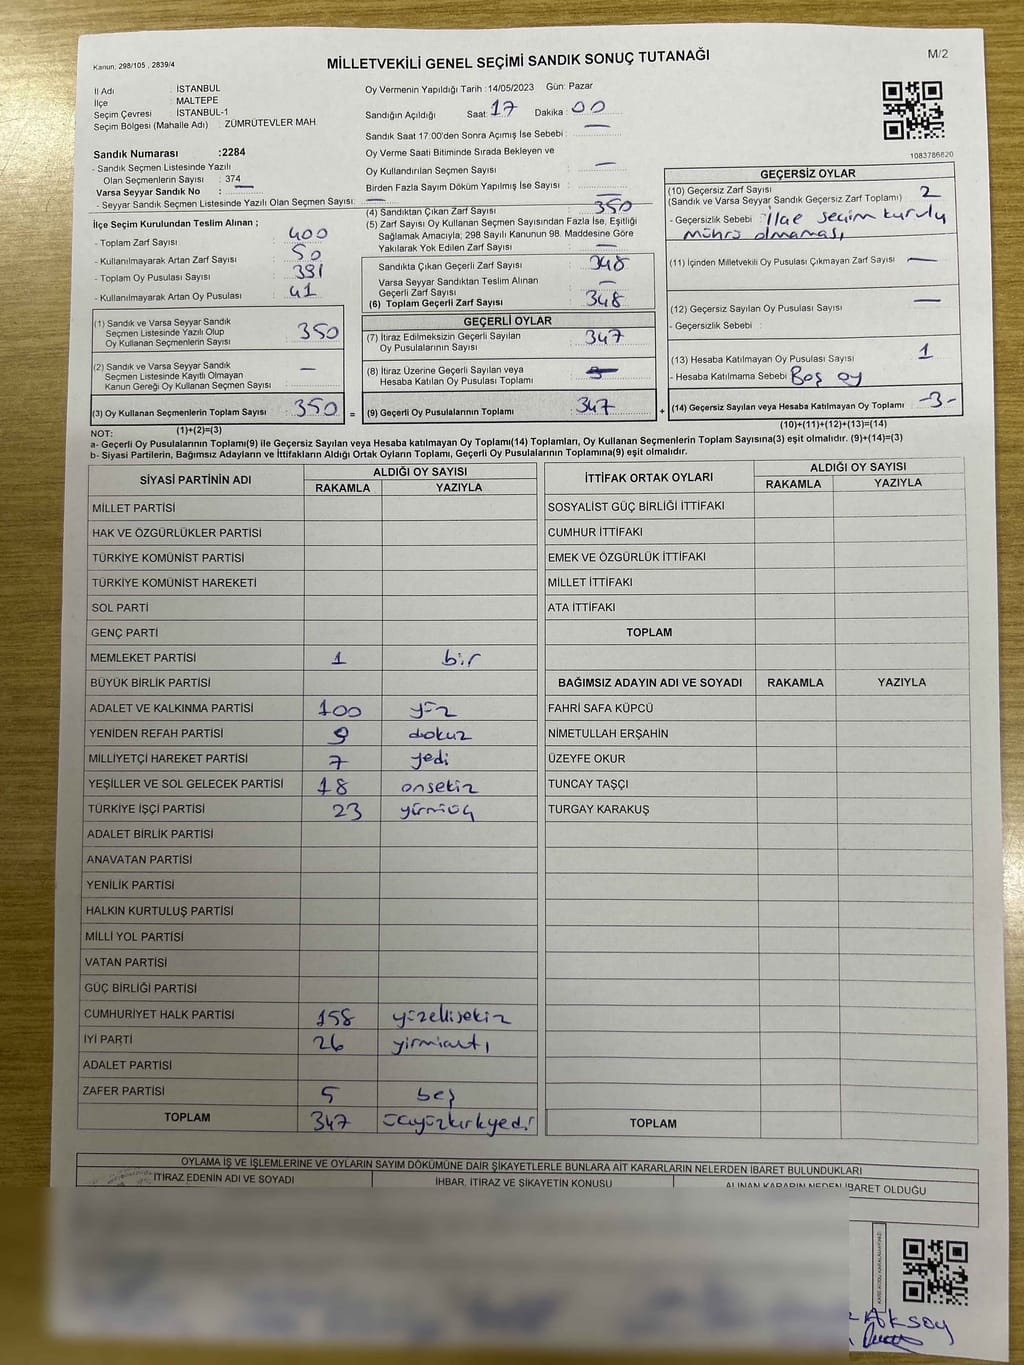 Kanun: 298/105 , 2839/4
MİLLETVEKİLİ GENEL SEÇİMİ SANDIK SONUÇ TUTANAĞI
M/2
İl Adı : İSTANBUL
İlçe : MALTEPE
Seçim Çevresi : İSTANBUL-1
Seçim Bölgesi (Mahalle Adı) : ZÜMRÜTEVLER MAH.
Sandık Numarası :2284
- Sandık Seçmen Listesinde Yazılı
Olan Seçmenlerin Sayısı : 374
Varsa Seyyar Sandık No : —
- Seyyar Sandık Seçmen Listesinde Yazılı Olan Seçmen Sayısı: —
İlçe Seçim Kurulundan Teslim Alınan ;
- Toplam Zarf Sayısı : 400
- Kullanılmayarak Artan Zarf Sayısı : 50
- Toplam Oy Pusulası : 391
- Kullanılmayarak Artan Oy Pusulası : 41
(1) Sandık ve Varsa Seyyar Sandık
Seçmen Listesinde Yazılı Olup
Oy Kullanan Seçmenlerin Sayısı : 350
(2) Sandık ve Varsa Seyyar Sandık
Seçmen Listesinde Kayıtlı Olmayan
Kanun Gereği Oy Kullanan Seçmen Sayısı : —
(3) Oy Kullanan Seçmenlerin Toplam Sayısı : 350 =
(1)+(2)=(3)
Oy Vermenin Yapıldığı Tarih :14/05/2023 Gün: Pazar
Sandığın Açıldığı Saat: 17 Dakika : 00
Sandık Saat 17:00'den Sonra Açımış İse Sebebi : —
Oy Verme Saati Bitiminde Sırada Bekleyen ve
Oy Kullandırılan Seçmen Sayısı : —
Birden Fazla Sayım Döküm Yapılmış İse Sayısı : —
(4) Sandıktan Çıkan Zarf Sayısı : 350
(5) Zarf Sayısı Oy Kullanan Seçmen Sayısından Fazla İse, Eşitliği
Sağlamak Amacıyla; 298 Sayılı Kanunun 98. Maddesine Göre
Yakılarak Yok Edilen Zarf Sayısı : —
Sandıkta Çıkan Geçerli Zarf Sayısı : 348
Varsa Seyyar Sandıktan Teslim Alınan
Geçerli Zarf Sayısı : —
(6) Toplam Geçerli Zarf Sayısı : 348
GEÇERLİ OYLAR
(7) İtiraz Edilmeksizin Geçerli Sayılan
Oy Pusulalarının Sayısı : 347
(8) İtiraz Üzerine Geçerli Sayılan veya
Hesaba Katılan Oy Pusulası Toplamı :
(9) Geçerli Oy Pusulalarının Toplamı : 347 +
1083786820
GEÇERSİZ OYLAR
(10) Geçersiz Zarf Sayısı : 2
(Sandık ve Varsa Seyyar Sandık Geçersiz Zarf Toplamı)
- Geçersizlik Sebebi : ilçe seçim kurulu
mührü olmaması
(11) İçinden Milletvekili Oy Pusulası Çıkmayan Zarf Sayısı : —
(12) Geçersiz Sayılan Oy Pusulası Sayısı : —
- Geçersizlik Sebebi :
(13) Hesaba Katılmayan Oy Pusulası Sayısı : 1
- Hesaba Katılmama Sebebi : Boş oy
(14) Geçersiz Sayılan veya Hesaba Katılmayan Oy Toplamı : -3-
(10)+(11)+(12)+(13)=(14)
NOT:
a- Geçerli Oy Pusulalarının Toplamı(9) ile Geçersiz Sayılan veya Hesaba katılmayan Oy Toplamı(14) Toplamları, Oy Kullanan Seçmenlerin Toplam Sayısına(3) eşit olmalıdır. (9)+(14)=(3)
b- Siyasi Partilerin, Bağımsız Adayların ve İttifakların Aldığı Ortak Oyların Toplamı, Geçerli Oy Pusulalarının Toplamına(9) eşit olmalıdır.
SİYASİ PARTİNİN ADI ALDIĞI OY SAYISI
RAKAMLA YAZIYLA
MİLLET PARTİSİ
HAK VE ÖZGÜRLÜKLER PARTİSİ
TÜRKİYE KOMÜNİST PARTİSİ
TÜRKİYE KOMÜNİST HAREKETİ
SOL PARTİ
GENÇ PARTİ
MEMLEKET PARTİSİ 1 bir
BÜYÜK BİRLİK PARTİSİ
ADALET VE KALKINMA PARTİSİ 100 yüz
YENİDEN REFAH PARTİSİ 9 dokuz
MİLLİYETÇİ HAREKET PARTİSİ 7 yedi
YEŞİLLER VE SOL GELECEK PARTİSİ 18 onsekiz
TÜRKİYE İŞÇİ PARTİSİ 23 yirmiüç
ADALET BİRLİK PARTİSİ
ANAVATAN PARTİSİ
YENİLİK PARTİSİ
HALKIN KURTULUŞ PARTİSİ
MİLLİ YOL PARTİSİ
VATAN PARTİSİ
GÜÇ BİRLİĞİ PARTİSİ
CUMHURİYET HALK PARTİSİ 158 yüzellisekiz
İYİ PARTİ 26 yirmialtı
ADALET PARTİSİ
ZAFER PARTİSİ 5 beş
TOPLAM 347 üçyüzkırkyedi
İTTİFAK ORTAK OYLARI ALDIĞI OY SAYISI
RAKAMLA YAZIYLA
SOSYALİST GÜÇ BİRLİĞİ İTTİFAKI
CUMHUR İTTİFAKI
EMEK VE ÖZGÜRLÜK İTTİFAKI
MİLLET İTTİFAKI
ATA İTTİFAKI
TOPLAM
BAĞIMSIZ ADAYIN ADI VE SOYADI RAKAMLA YAZIYLA
FAHRİ SAFA KÜPCÜ
NİMETULLAH ERŞAHİN
ÜZEYFE OKUR
TUNCAY TAŞÇI
TURGAY KARAKUŞ
TOPLAM
OYLAMA İŞ VE İŞLEMLERİNE VE OYLARIN SAYIM DÖKÜMÜNE DAİR ŞİKAYETLERLE BUNLARA AİT KARARLARIN NELERDEN İBARET BULUNDUKLARI
İTİRAZ EDENİN ADI VE SOYADI İHBAR, İTİRAZ VE ŞİKAYETİN KONUSU ALINAN KARARIN NEDEN İBARET OLDUĞU
Aksoy